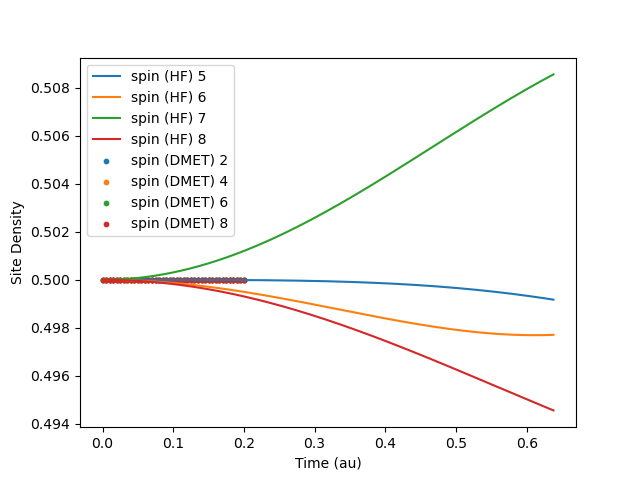 spin (HF) 5
spin (HF) 6
spin (HF) 7
spin (HF) 8
spin (DMET) 2
spin (DMET) 4
spin (DMET) 6
spin (DMET) 8
0.508
0.506
0.504
0.502
0.500
0.498
0.496
0.494
Site Density
0.0 0.1 0.2 0.3 0.4 0.5 0.6
Time (au)